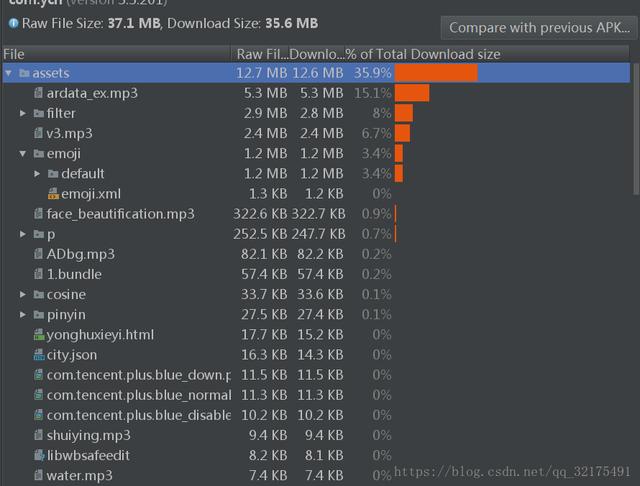 Raw File Size: 37.1 MB, Download Size: 35.6 MB
Compare with previous APK...
File Raw Fil... Downlo... % of Total Download size
assets 12.7 MB 12.6 MB 35.9%
ardata_ex.mp3 5.3 MB 5.3 MB 15.1%
filter 2.9 MB 2.8 MB 8%
v3.mp3 2.4 MB 2.4 MB 6.7%
emoji 1.2 MB 1.2 MB 3.4%
default 1.2 MB 1.2 MB 3.4%
emoji.xml 1.3 KB 1.2 KB 0%
face_beautification.mp3 322.6 KB 322.7 KB 0.9%
p 252.5 KB 247.7 KB 0.7%
ADbg.mp3 82.1 KB 82.2 KB 0.2%
1.bundle 57.4 KB 57.4 KB 0.2%
cosine 33.7 KB 33.6 KB 0.1%
pinyin 27.5 KB 27.4 KB 0.1%
yonghuxieyi.html 17.7 KB 15.2 KB 0%
city.json 16.3 KB 14.3 KB 0%
com.tencent.plus.blue_down.p 11.5 KB 11.5 KB 0%
com.tencent.plus.blue_normal 11.3 KB 11.3 KB 0%
com.tencent.plus.blue_disable 10.2 KB 10.2 KB 0%
shuiying.mp3 9.4 KB 9.4 KB 0%
libwbsafeedit 8.2 KB 8.1 KB 0%
water.mp3 7.4 KB 7.4 KB 0%
https://blog.csdn.net/qq_32175491